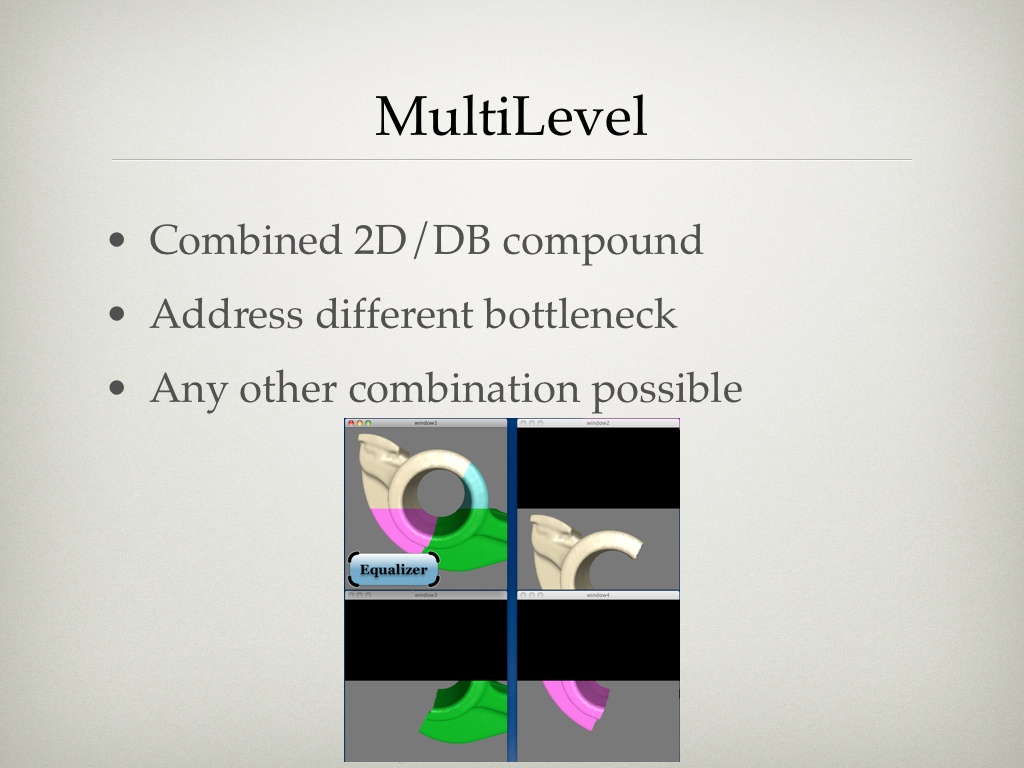 MultiLevel
• Combined 2D/DB compound
• Address different bottleneck
• Any other combination possible
window1
window2
Equalizer
window3
window4